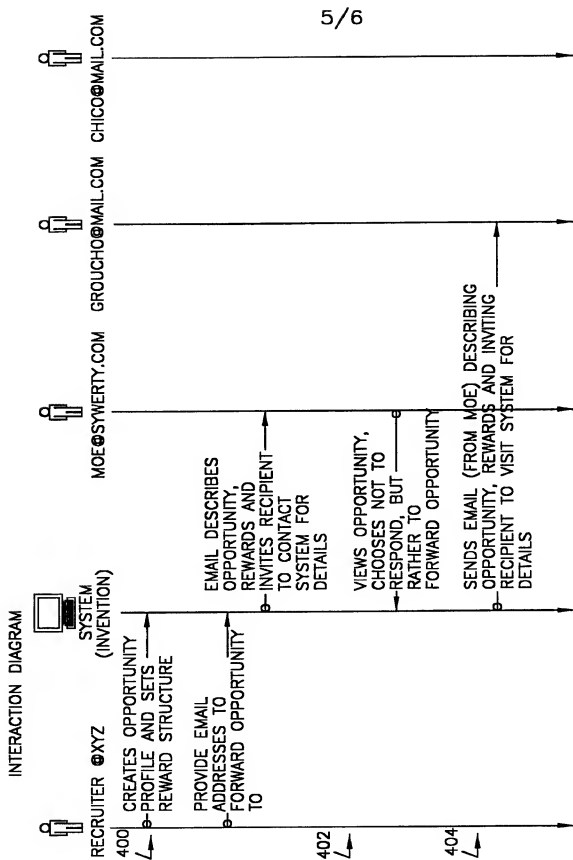 5/6
INTERACTION DIAGRAM
RECRUITER @XYZ
SYSTEM
(INVENTION)
MOE@SYWERTY.COM
GROUCHO@MAIL.COM
CHICO@MAIL.COM
400
CREATES OPPORTUNITY
PROFILE AND SETS
REWARD STRUCTURE
PROVIDE EMAIL
ADDRESSES TO
FORWARD OPPORTUNITY
TO
EMAIL DESCRIBES
OPPORTUNITY,
REWARDS AND
INVITES RECIPIENT
TO CONTACT
SYSTEM FOR
DETAILS
402
VIEWS OPPORTUNITY,
CHOOSES NOT TO
RESPOND, BUT
RATHER TO
FORWARD OPPORTUNITY
404
SENDS EMAIL (FROM MOE) DESCRIBING
OPPORTUNITY, REWARDS AND INVITING
RECIPIENT TO VISIT SYSTEM FOR
DETAILS